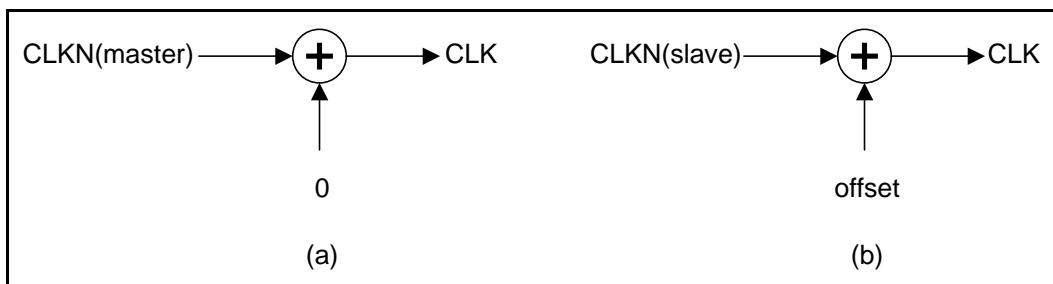 CLKN(master) + CLK
0
(a)
CLKN(slave) + CLK
offset
(b)